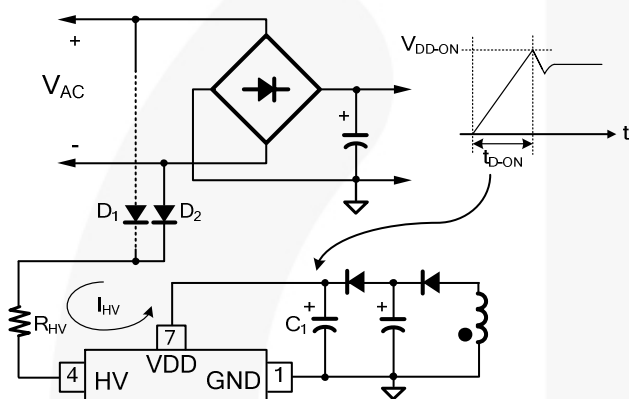 +
V_AC
-
D₁
D₂
R_HV
I_HV
4
HV
7
VDD
GND
1
C₁
+
+
+
V_DD-ON
t
t_D-ON